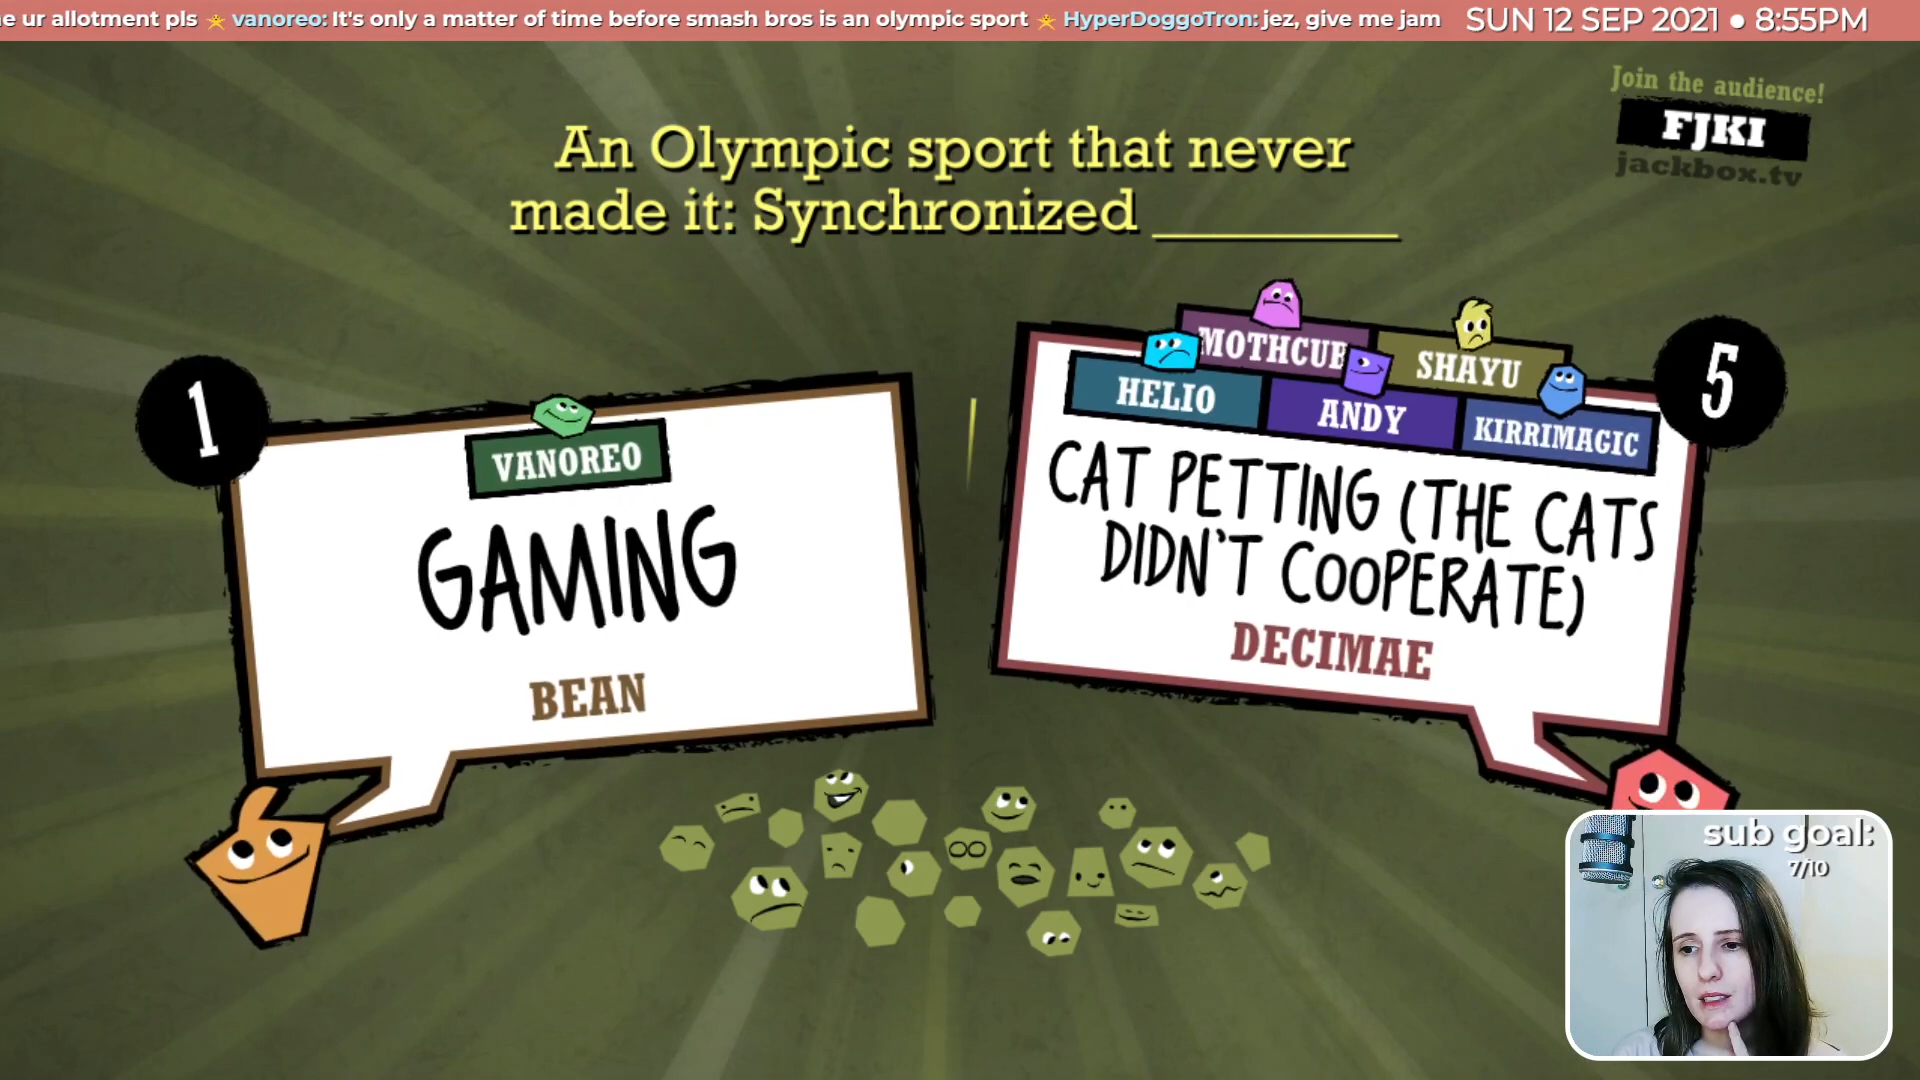 e ur allotment pls vanoreo: It's only a matter of time before smash bros is an olympic sport HyperDoggoTron: jez, give me jam
SUN 12 SEP 2021 ● 8:55PM
Join the audience!
FJKI
jackbox.tv
An Olympic sport that never
made it: Synchronized ________
1
VANOREO
GAMING
BEAN
MOTHCUB
SHAYU
5
HELIO
ANDY
KIRRIMAGIC
CAT PETTING (THE CATS
DIDN'T COOPERATE)
DECIMAE
sub goal:
7/10